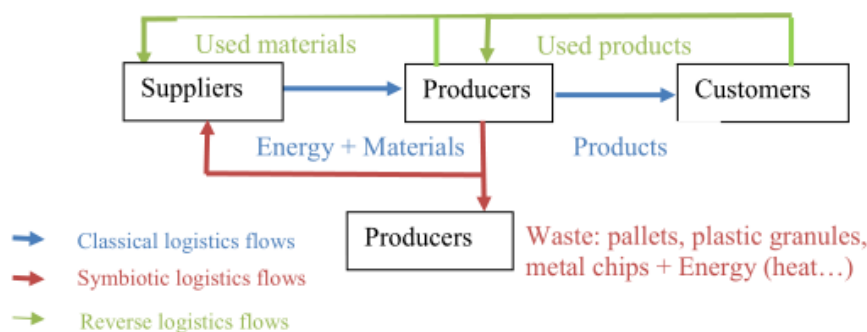 Used materials
Used products
Suppliers
Producers
Customers
Energy + Materials
Products
Producers
Waste: pallets, plastic granules,
metal chips + Energy (heat…)
Classical logistics flows
Symbiotic logistics flows
Reverse logistics flows